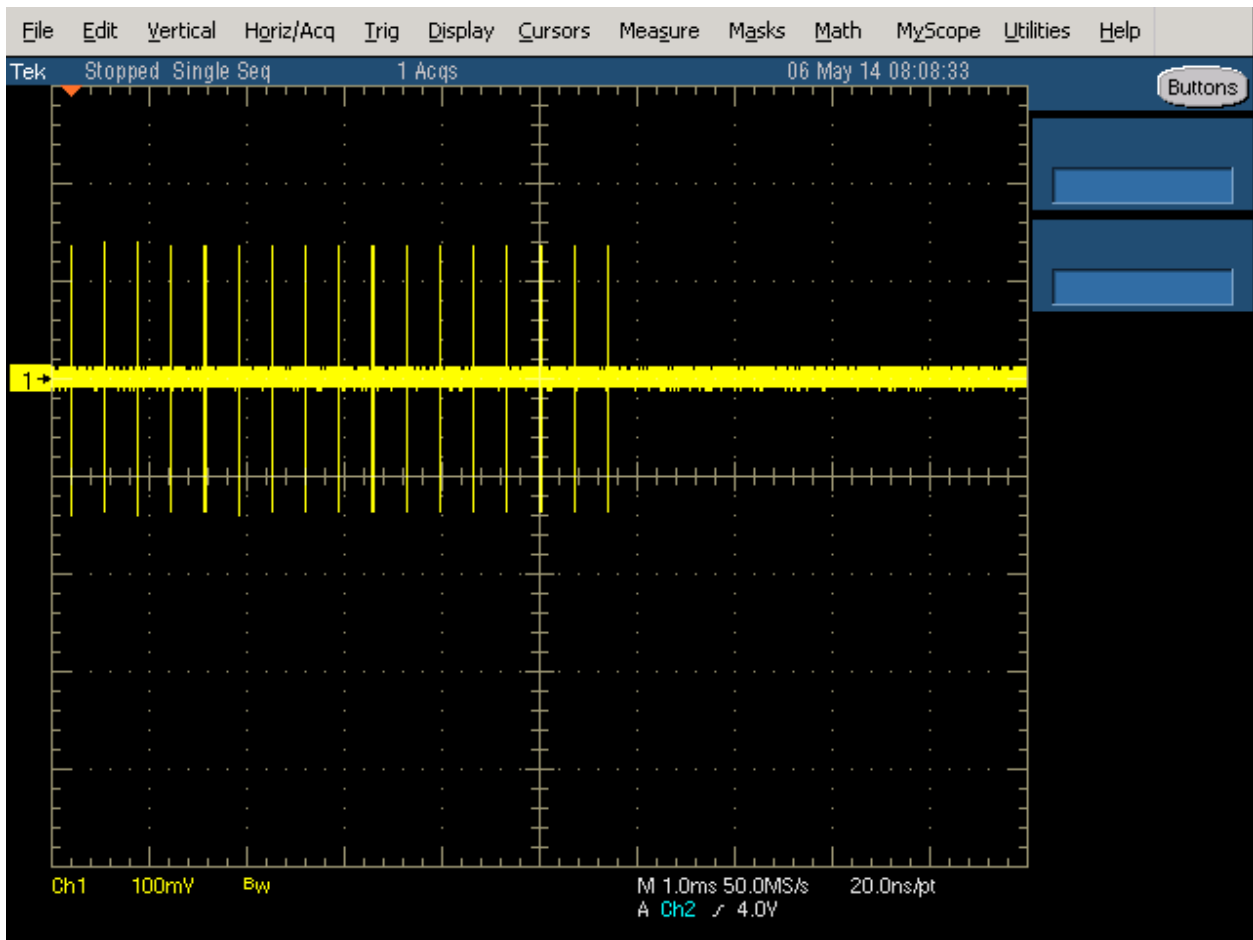 File Edit Vertical Horiz/Acq Trig Display Cursors Measure Masks Math MyScope Utilities Help
Tek Stopped Single Seq 1 Acqs 06 May 14 08:08:33
Buttons
1
Ch1 100mV Bw M 1.0ms 50.0MS/s 20.0ns/pt
A Ch2 4.0V